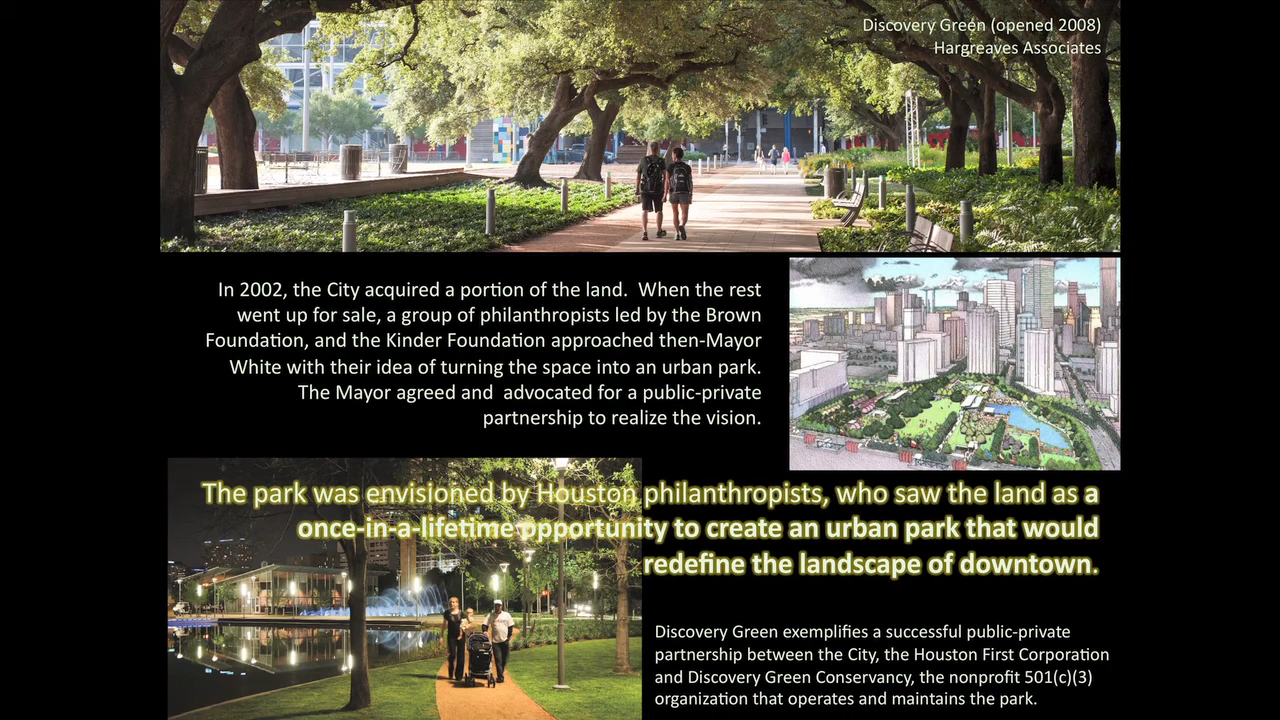 Discovery Green (opened 2008)
Hargreaves Associates
In 2002, the City acquired a portion of the land.  When the rest
went up for sale, a group of philanthropists led by the Brown
Foundation, and the Kinder Foundation approached then-Mayor
White with their idea of turning the space into an urban park.
The Mayor agreed and  advocated for a public-private
partnership to realize the vision.
The park was envisioned by Houston philanthropists, who saw the land as a
once-in-a-lifetime opportunity to create an urban park that would
redefine the landscape of downtown.
Discovery Green exemplifies a successful public-private
partnership between the City, the Houston First Corporation
and Discovery Green Conservancy, the nonprofit 501(c)(3)
organization that operates and maintains the park.